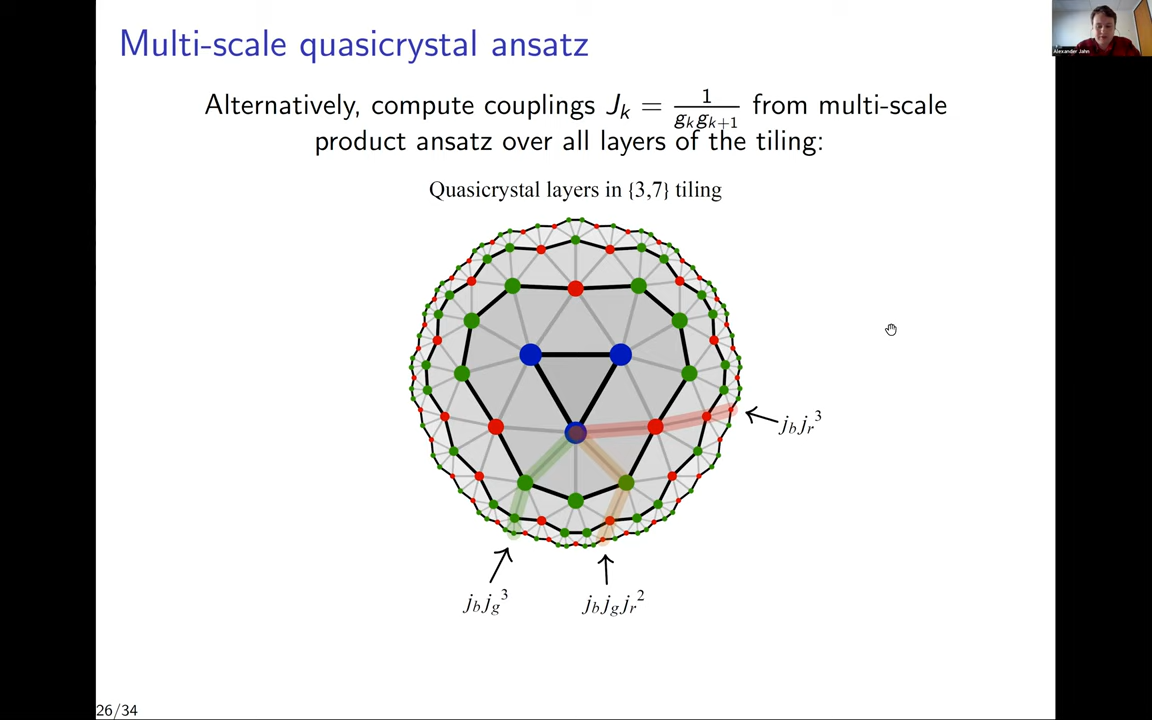 Multi-scale quasicrystal ansatz
Alexander Jahn
Alternatively, compute couplings J_k = 1/(g_k g_{k+1}) from multi-scale
product ansatz over all layers of the tiling:
Quasicrystal layers in {3,7} tiling
j_b j_r^3
j_b j_g^3
j_b j_g j_r^2
26/34